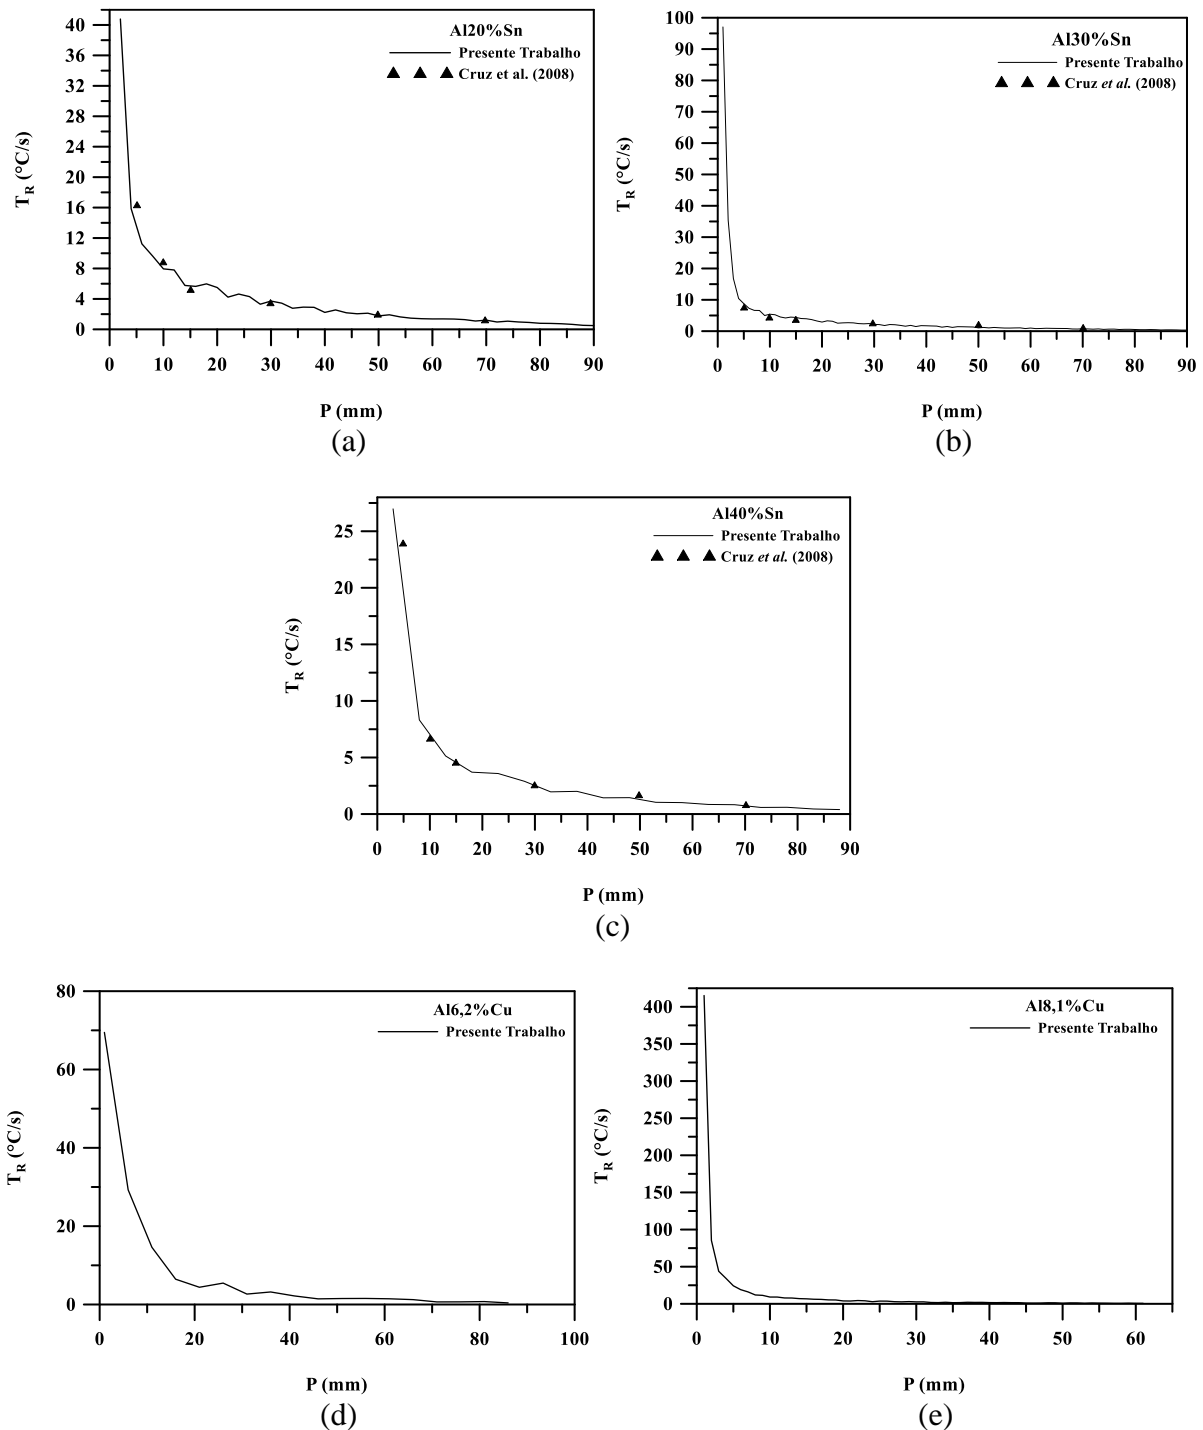 Al20%Sn
Presente Trabalho
Cruz et al. (2008)
40
36
32
28
24
20
16
12
8
4
0
T_R (°C/s)
0 10 20 30 40 50 60 70 80 90
P (mm)
(a)
Al30%Sn
Presente Trabalho
Cruz et al. (2008)
100
90
80
70
60
50
40
30
20
10
0
T_R (°C/s)
0 10 20 30 40 50 60 70 80 90
P (mm)
(b)
Al40%Sn
Presente Trabalho
Cruz et al. (2008)
25
20
15
10
5
0
T_R (°C/s)
0 10 20 30 40 50 60 70 80 90
P (mm)
(c)
Al6,2%Cu
Presente Trabalho
80
60
40
20
0
T_R (°C/s)
0 20 40 60 80 100
P (mm)
(d)
Al8,1%Cu
Presente Trabalho
400
350
300
250
200
150
100
50
0
T_R (°C/s)
0 10 20 30 40 50 60
P (mm)
(e)